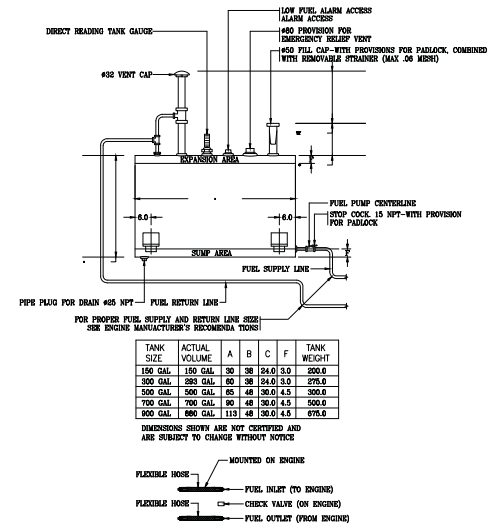 LOW FUEL ALARM ACCESS
ALARM ACCESS
DIRECT READING TANK GAUGE
ø80 PROVISION FOR
EMERGENCY RELIEF VENT
ø50 FILL CAP-WITH PROVISIONS FOR PADLOCK, COMBINED
WITH REMOVABLE STRAINER (MAX .06 MESH)
ø32 VENT CAP
EXPANSION AREA
6.0
6.0
FUEL PUMP CENTERLINE
STOP COCK. 15 NPT-WITH PROVISION
FOR PADLOCK
SUMP AREA
FUEL SUPPLY LINE
PIPE PLUG FOR DRAIN ø25 NPT
FUEL RETURN LINE
FOR PROPER FUEL SUPPLY AND RETURN LINE SIZE
SEE ENGINE MANUACTURER'S RECOMENDA TIONS
TANK SIZE ACTUAL VOLUME A B C F TANK WEIGHT
150 GAL 150 GAL 30 38 24.0 3.0 200.0
300 GAL 293 GAL 60 38 24.0 3.0 275.0
500 GAL 500 GAL 65 48 30.0 4.5 300.0
700 GAL 700 GAL 90 48 30.0 4.5 500.0
900 GAL 880 GAL 113 48 30.0 4.5 675.0
DIMENSIONS SHOWN ARE NOT CERTIFIED AND
ARE SUBJECT TO CHANGE WITHOUT NOTICE
MOUNTED ON ENGINE
FLEXIBLE HOSE
FUEL INLET (TO ENGINE)
FLEXIBLE HOSE
CHECK VALVE (ON ENGINE)
FUEL OUTLET (FROM ENGINE)